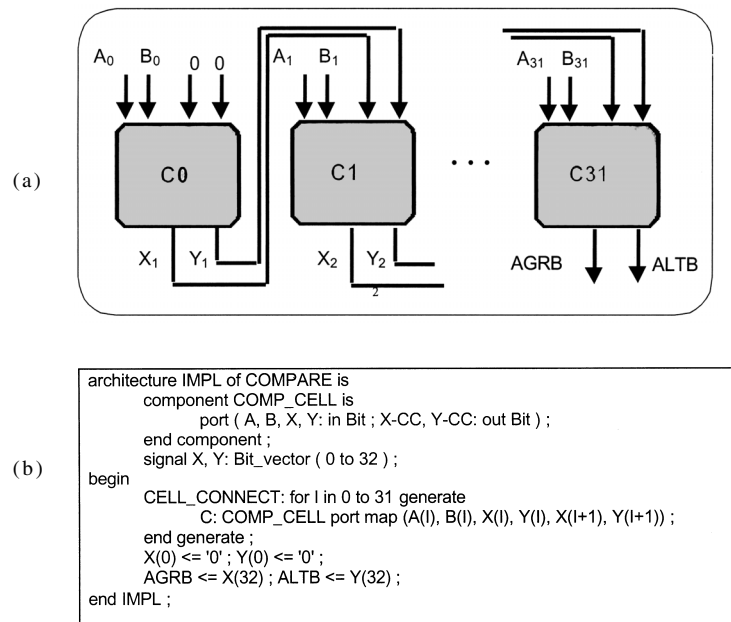 A0 B0 0 0 A1 B1 A31 B31
(a)
C0 C1 . . . C31
X1 Y1 X2 Y2 AGRB ALTB
2
(b)
architecture IMPL of COMPARE is
component COMP_CELL is
port ( A, B, X, Y: in Bit ; X-CC, Y-CC: out Bit ) ;
end component ;
signal X, Y: Bit_vector ( 0 to 32 ) ;
begin
CELL_CONNECT: for I in 0 to 31 generate
C: COMP_CELL port map (A(I), B(I), X(I), Y(I), X(I+1), Y(I+1)) ;
end generate ;
X(0) <= '0' ; Y(0) <= '0' ;
AGRB <= X(32) ; ALTB <= Y(32) ;
end IMPL ;